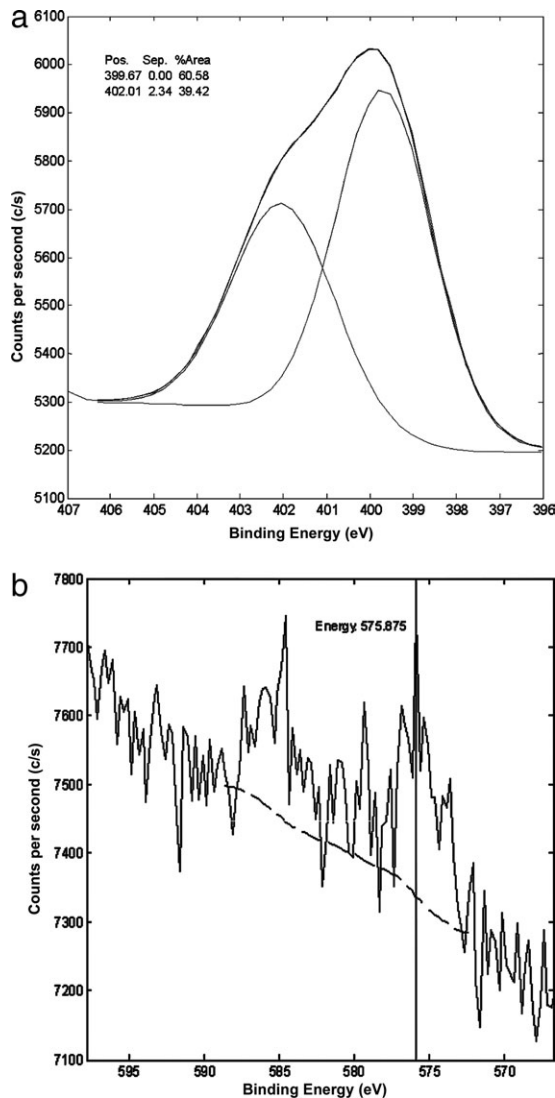 a
6100
6000
5900
5800
5700
5600
5500
5400
5300
5200
5100
Counts per second (c/s)
Pos. Sep. %Area
399.67 0.00 60.58
402.01 2.34 39.42
407 406 405 404 403 402 401 400 399 398 397 396
Binding Energy (eV)
b
7800
7700
7600
7500
7400
7300
7200
7100
Counts per second (c/s)
Energy: 575.875
595 590 585 580 575 570
Binding Energy (eV)